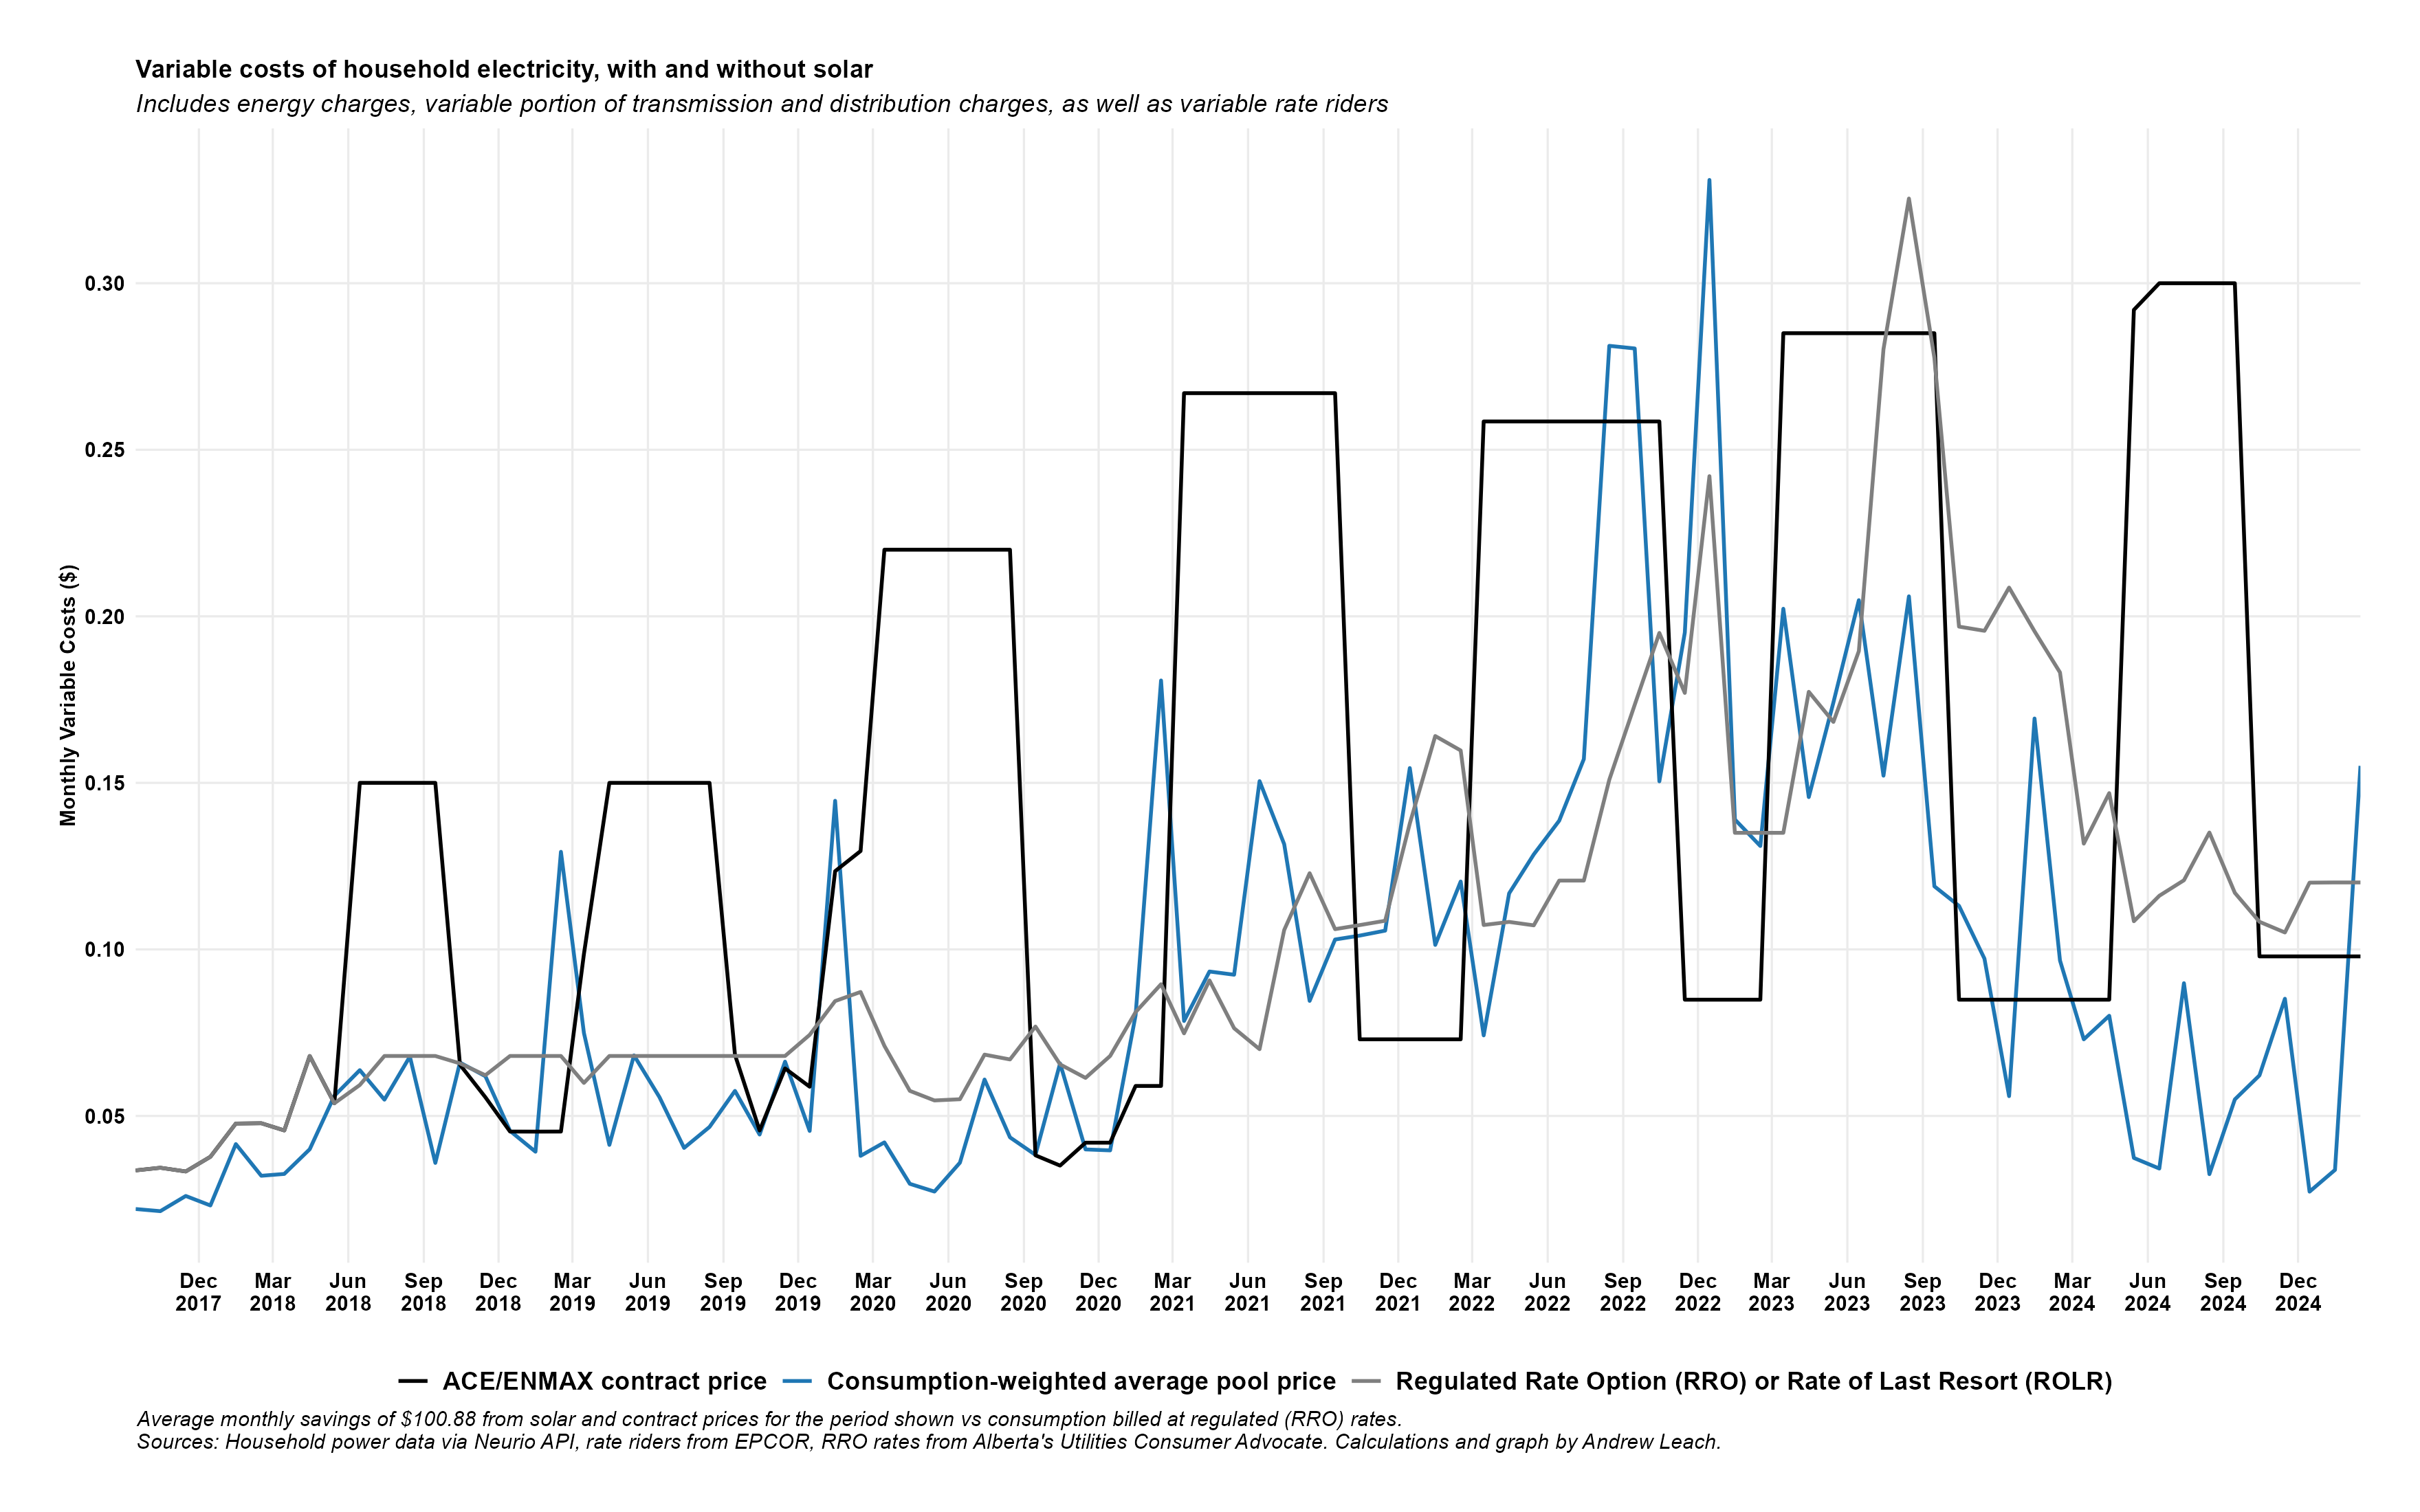 Variable costs of household electricity, with and without solar
Includes energy charges, variable portion of transmission and distribution charges, as well as variable rate riders
Monthly Variable Costs ($)
0.30
0.25
0.20
0.15
0.10
0.05
Dec Mar Jun Sep Dec Mar Jun Sep Dec Mar Jun Sep Dec Mar Jun Sep Dec Mar Jun Sep Dec Mar Jun Sep Dec Mar Jun Sep Dec
2017 2018 2018 2018 2018 2019 2019 2019 2019 2020 2020 2020 2020 2021 2021 2021 2021 2022 2022 2022 2022 2023 2023 2023 2023 2024 2024 2024 2024
ACE/ENMAX contract price Consumption-weighted average pool price Regulated Rate Option (RRO) or Rate of Last Resort (ROLR)
Average monthly savings of $100.88 from solar and contract prices for the period shown vs consumption billed at regulated (RRO) rates.
Sources: Household power data via Neurio API, rate riders from EPCOR, RRO rates from Alberta's Utilities Consumer Advocate. Calculations and graph by Andrew Leach.